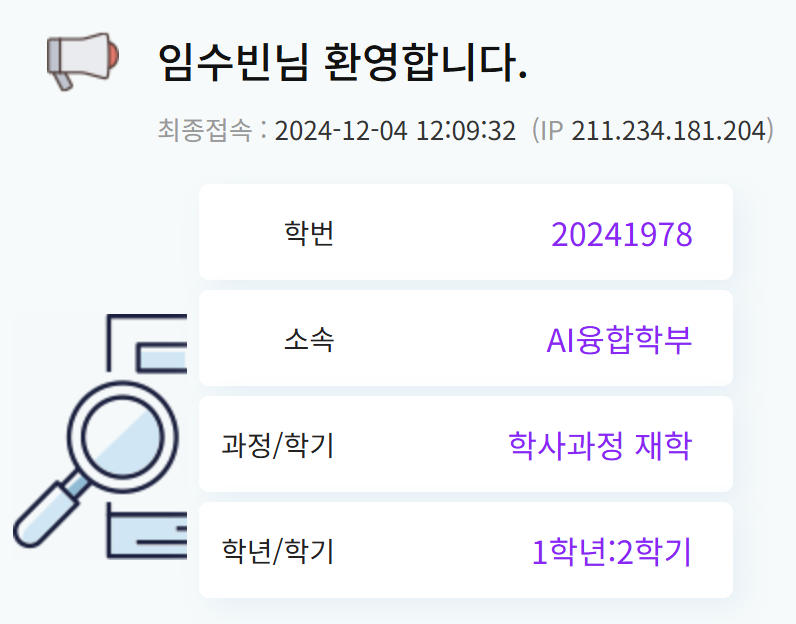 임수빈님 환영합니다.
최종접속 : 2024-12-04 12:09:32 (IP 211.234.181.204)
학번 20241978
소속 AI융합학부
과정/학기 학사과정 재학
학년/학기 1학년:2학기